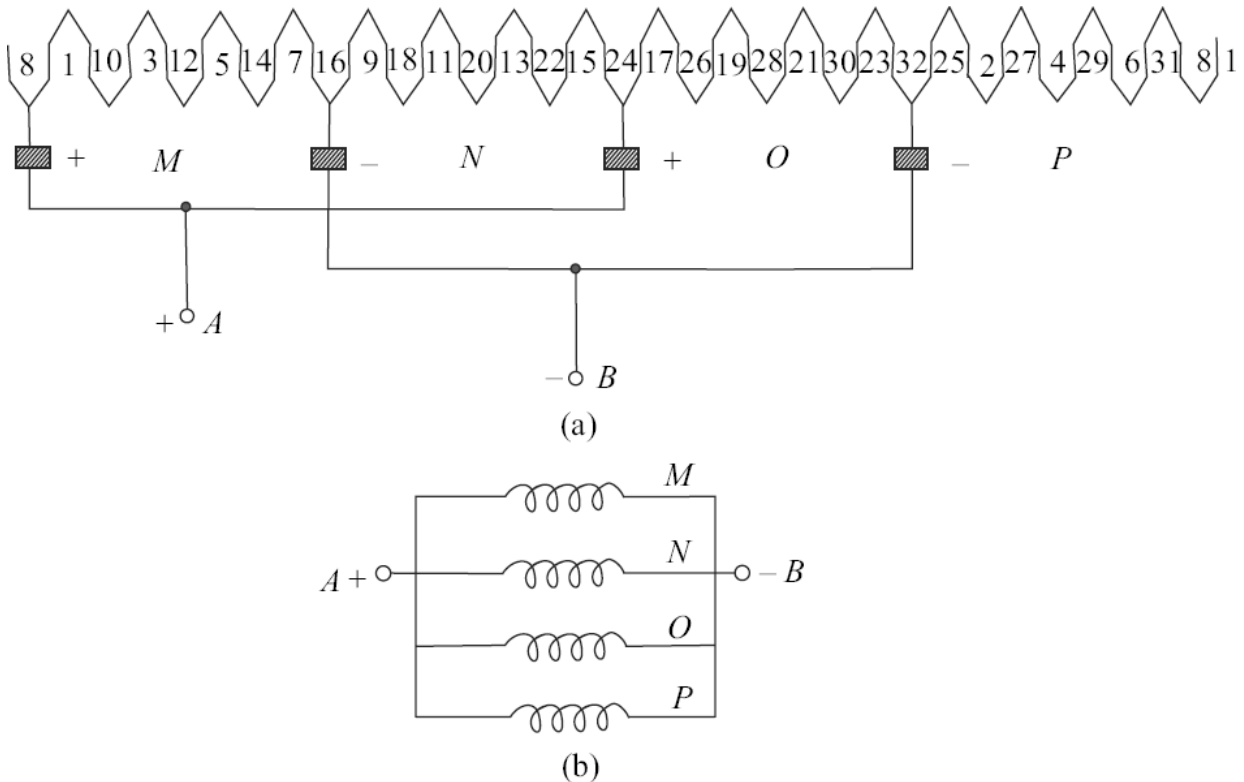 8 1 10 3 12 5 14 7 16 9 18 11 20 13 22 15 24 17 26 19 28 21 30 23 32 25 2 27 4 29 6 31 8 1
+ M – N + O – P
+ A
– B
(a)
M
N
A + – B
O
P
(b)